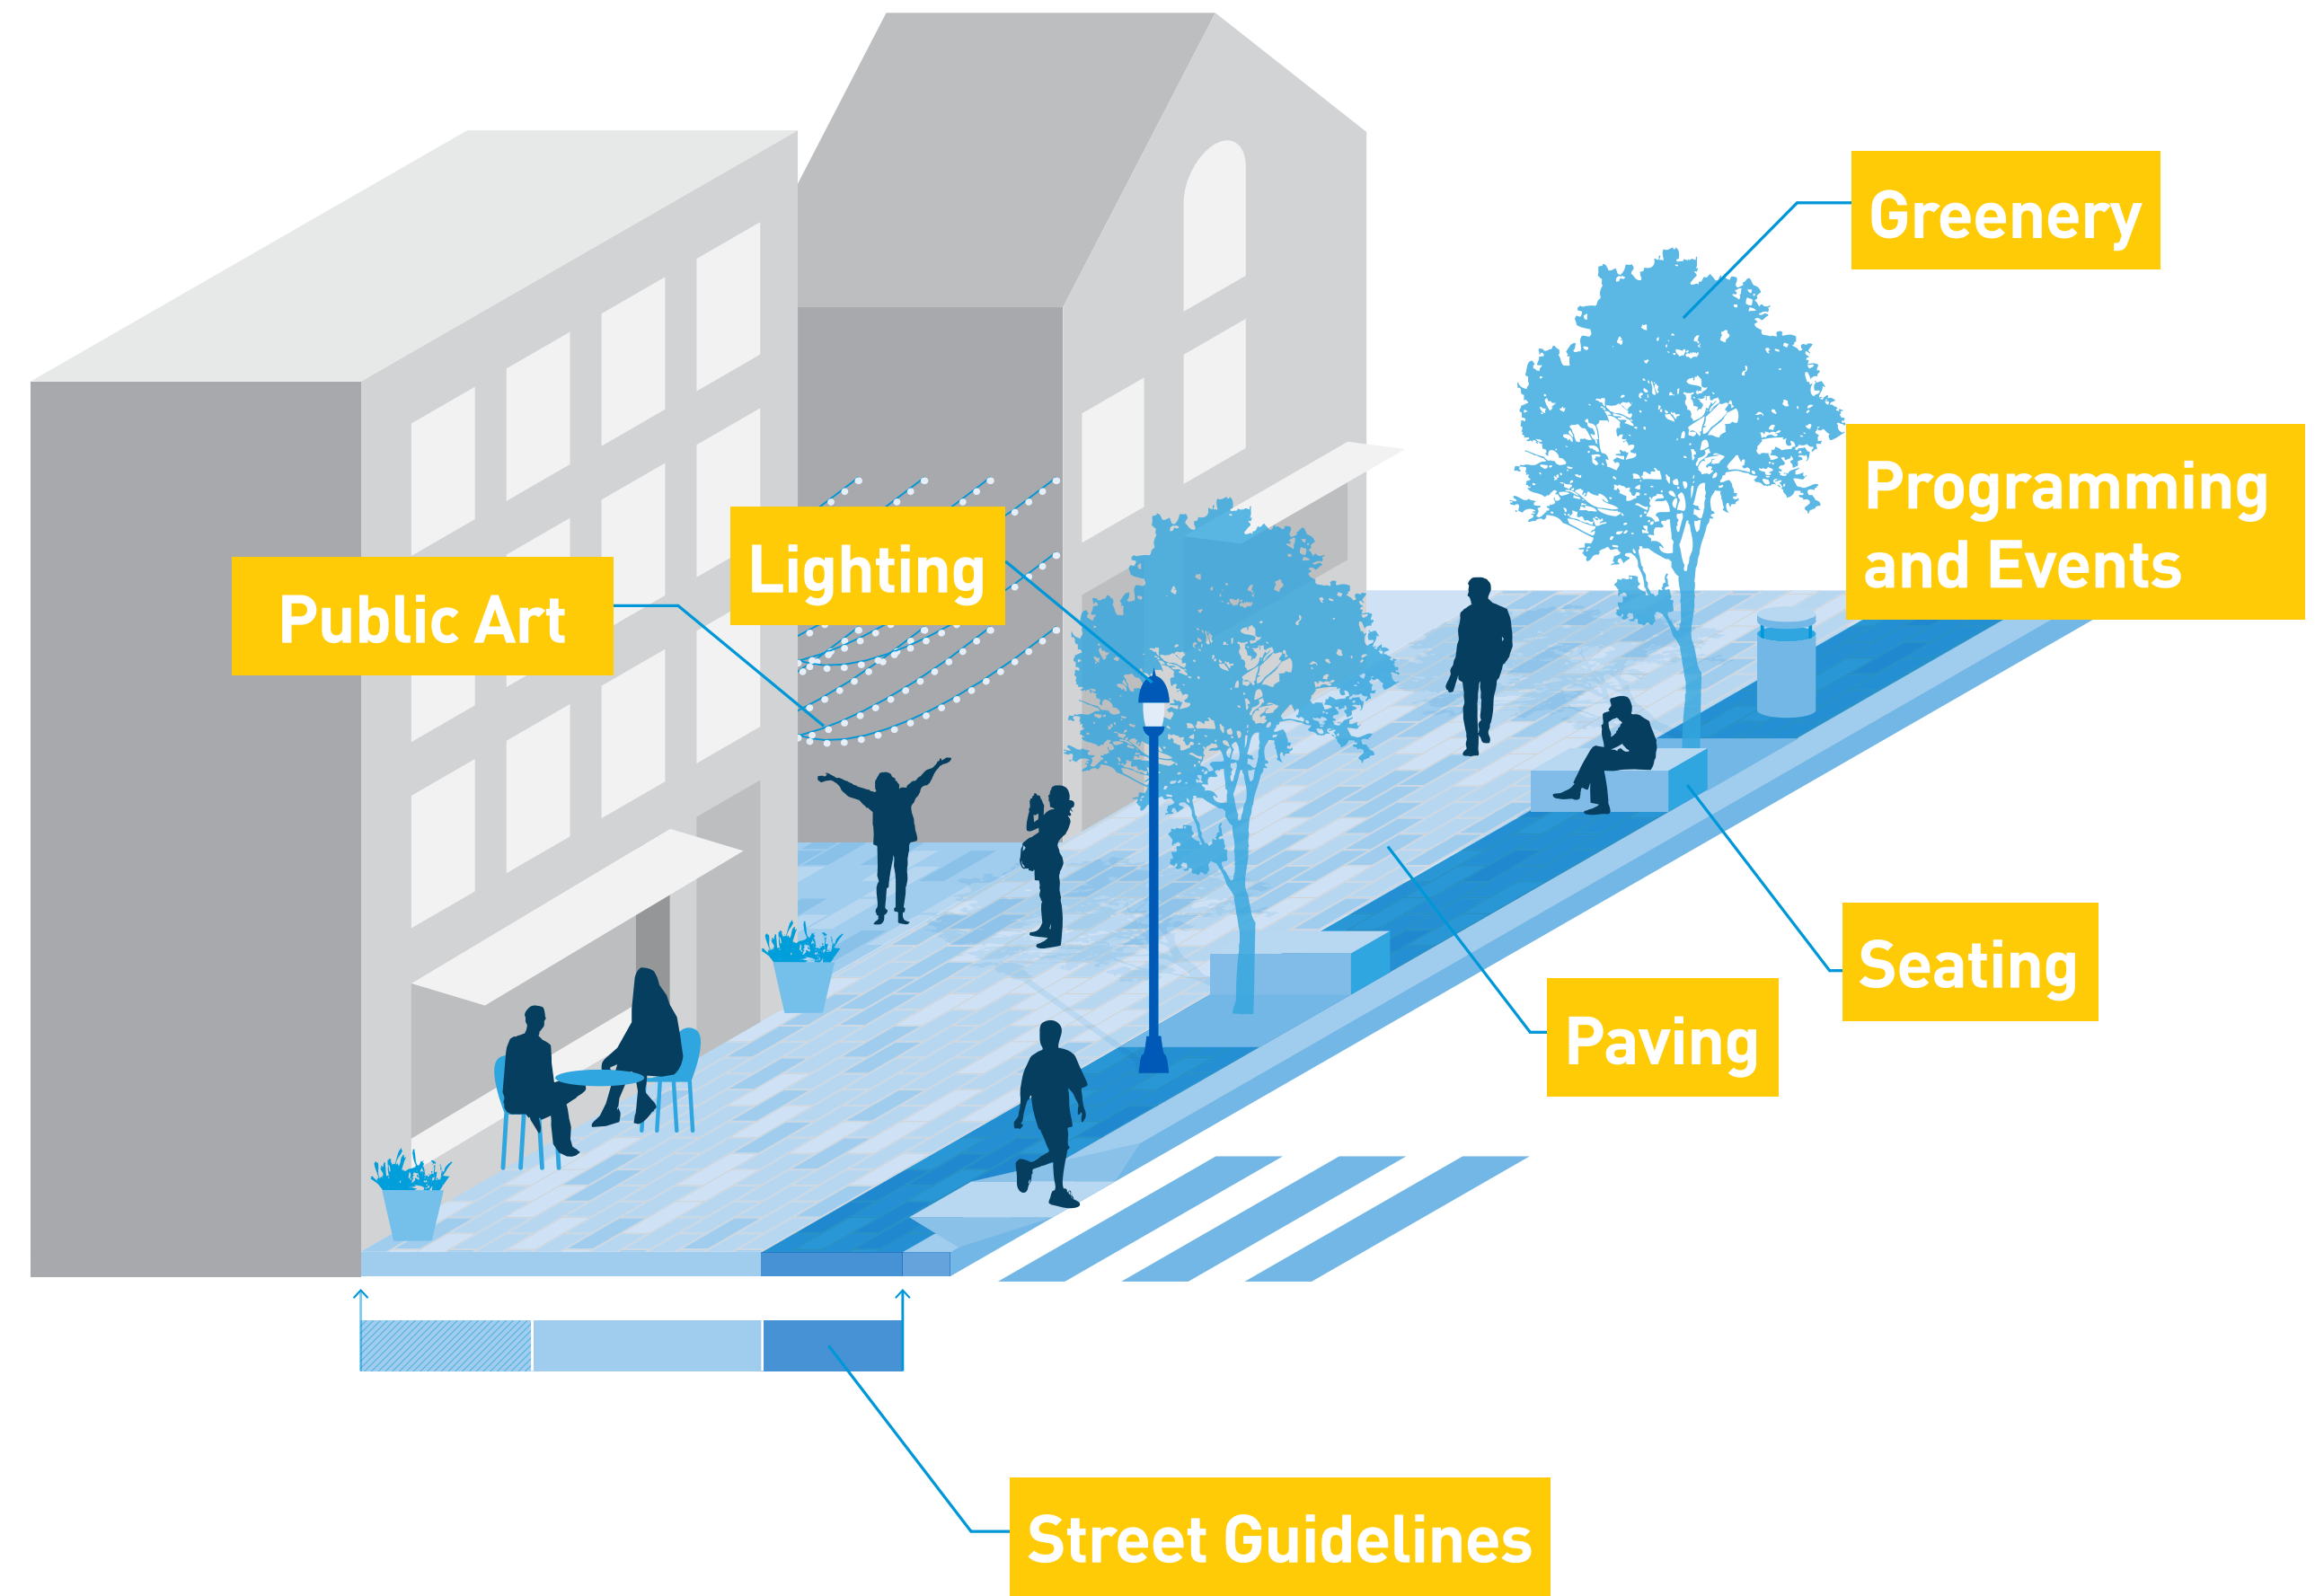 Greenery
Programming
and Events
Lighting
Public Art
Seating
Paving
Street Guidelines